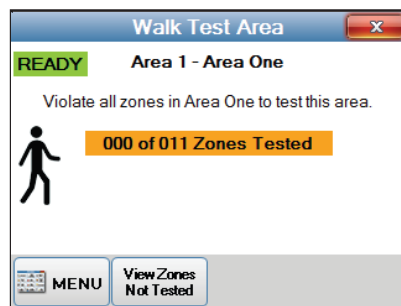 Walk Test Area
x
READY
Area 1 - Area One
Violate all zones in Area One to test this area.
000 of 011 Zones Tested
MENU
View Zones
Not Tested